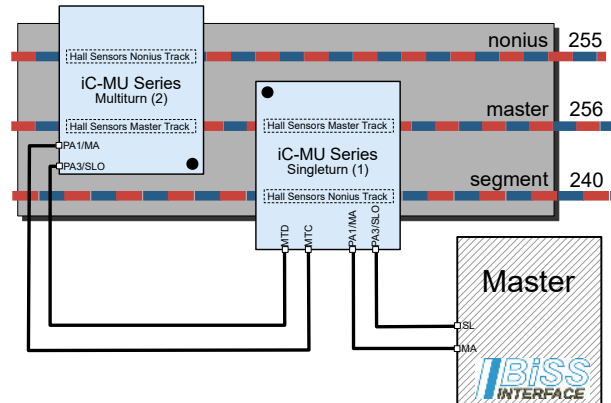 nonius 255
Hall Sensors Nonius Track
iC-MU Series
Multiturn (2)
master 256
Hall Sensors Master Track
Hall Sensors Master Track
PA1/MA
iC-MU Series
Singleturn (1)
PA3/SLO
segment 240
Hall Sensors Nonius Track
MTD
MTC
PA1/MA
PA3/SLO
Master
SL
MA
BiSS
INTERFACE